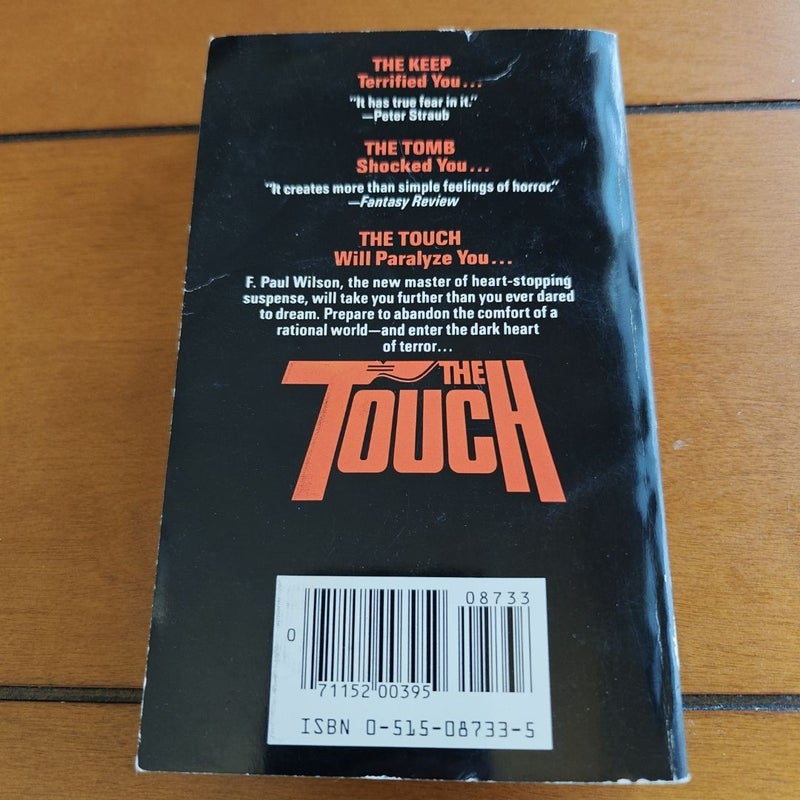 THE KEEP
Terrified You...
"It has true fear in it."
—Peter Straub
THE TOMB
Shocked You...
"It creates more than simple feelings of horror."
—Fantasy Review
THE TOUCH
Will Paralyze You...
F. Paul Wilson, the new master of heart-stopping
suspense, will take you further than you ever dared
to dream. Prepare to abandon the comfort of a
rational world—and enter the dark heart
of terror...
THE
TOUCH
08733
0
71152 00395
ISBN 0-515-08733-5